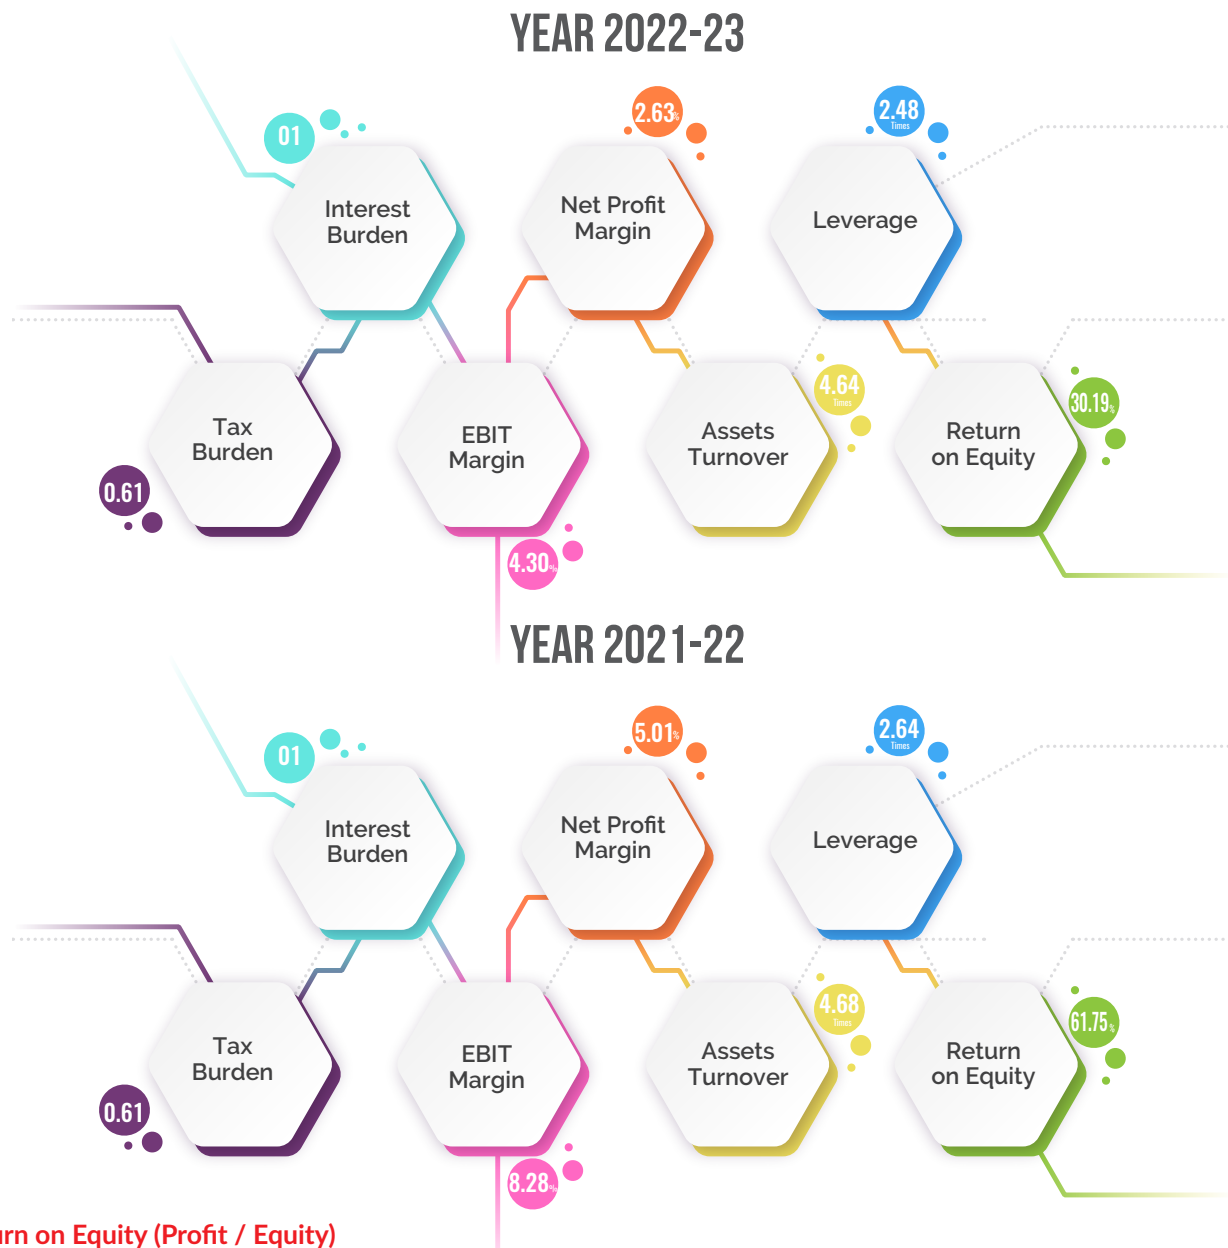 YEAR 2022-23
01
2.63%
2.48
Times
Interest
Burden
Net Profit
Margin
Leverage
Tax
Burden
0.61
EBIT
Margin
4.30%
Assets
Turnover
4.64
Times
Return
on Equity
30.19%
YEAR 2021-22
01
5.01%
2.64
Times
Interest
Burden
Net Profit
Margin
Leverage
Tax
Burden
0.61
EBIT
Margin
8.28%
Assets
Turnover
4.68
Times
Return
on Equity
61.75%
urn on Equity (Profit / Equity)